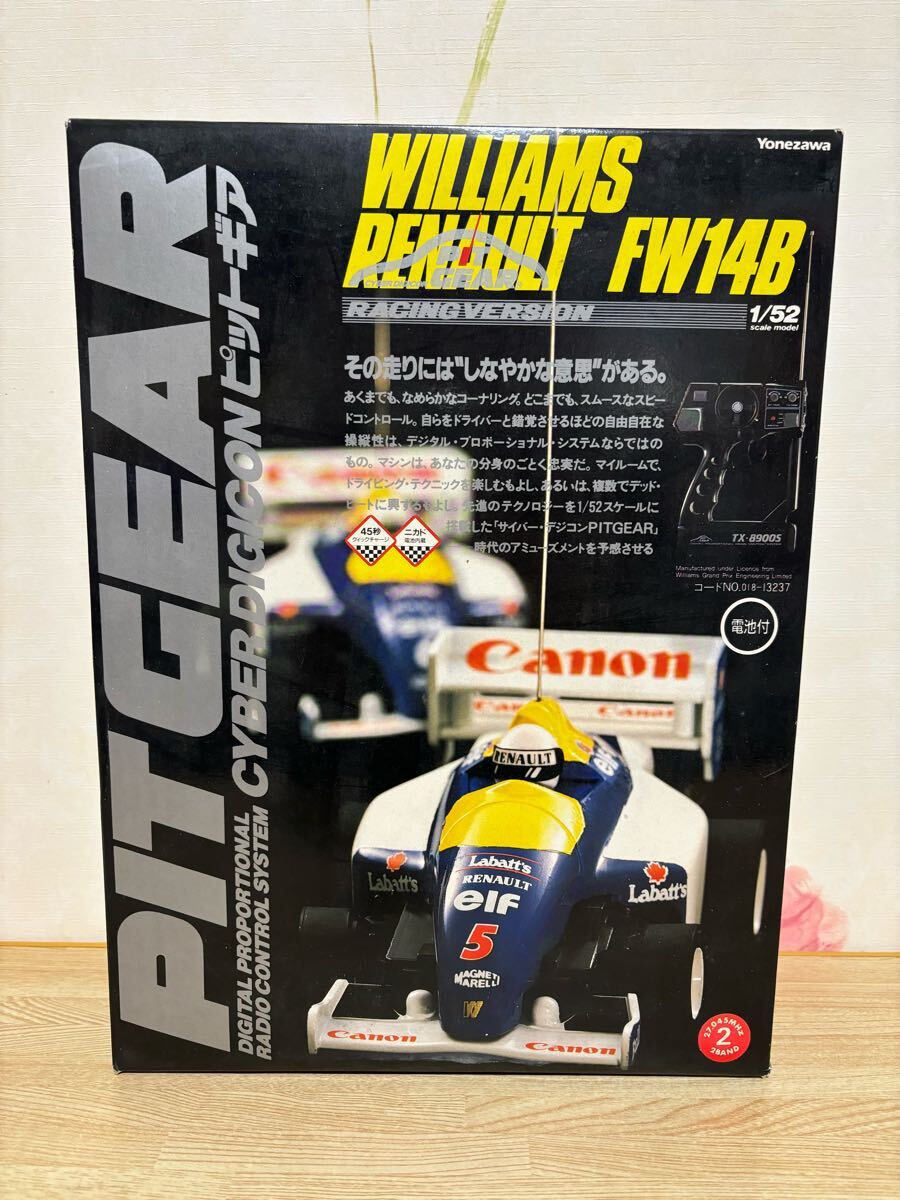 Yonezawa
WILLIAMS
RENAULT FW14B
PIT
GEAR
RACING VERSION
1/52
scale model
PIT GEAR
DIGITAL PROPORTIONAL
RADIO CONTROL SYSTEM
CYBER DIGICON ピットギア
その走りには"しなやかな意思"がある。
あくまでも、なめらかなコーナリング。どこまでも、スムースなスピー
ドコントロール。自らをドライバーと錯覚させるほどの自由自在な
操縦性は、デジタル・プロポーショナル・システムならではの
もの。マシンは、あなたの分身のごとく忠実だ。マイルームで、
ドライビング・テクニックを楽しむもよし、あるいは、複数でデッド・
ヒートに興ずるもよし。先進のテクノロジーを1/52スケールに
搭載した「サイバー・デジコンPITGEAR」
時代のアミューズメントを予感させる
45秒
クイックチャージ
ニカド
電池内蔵
TX-8900S
Manufactured under Licence from
Williams Grand Prix Engineering Limited
コードNO.018-13237
電池付
Canon
Canon
Canon
elf
RENAULT
elf
Labatt's
RENAULT
elf
5
MAGNETI
MARELLI
Labatt's
Labatt's
Canon
Canon
27.045MHz
2
2BAND